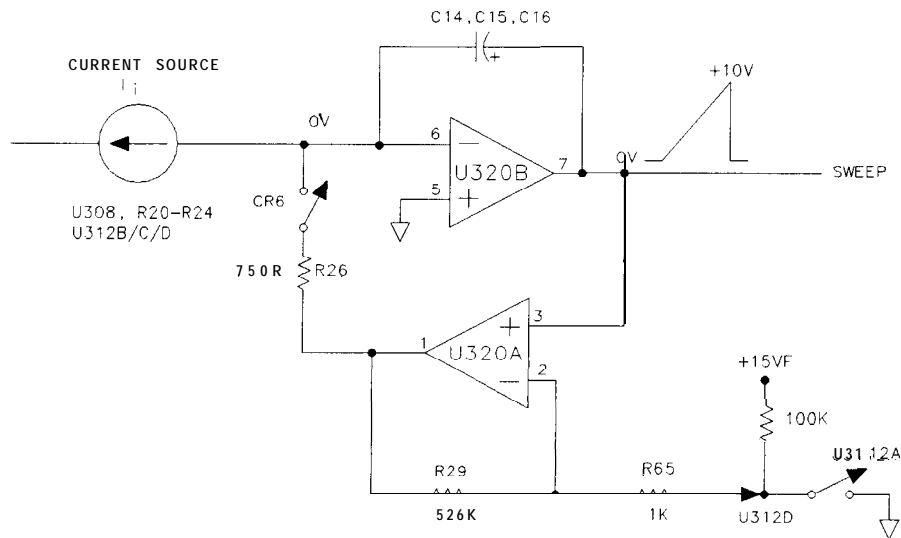 C14,C15,C16
CURRENT SOURCE
I i
+10V
0V
6
−
U320B
7
0V
SWEEP
5
+
CR6
U308, R20-R24
U312B/C/D
750R
R26
1
+
3
U320A
−
2
+15VF
100K
R29
526K
R65
1K
U312D